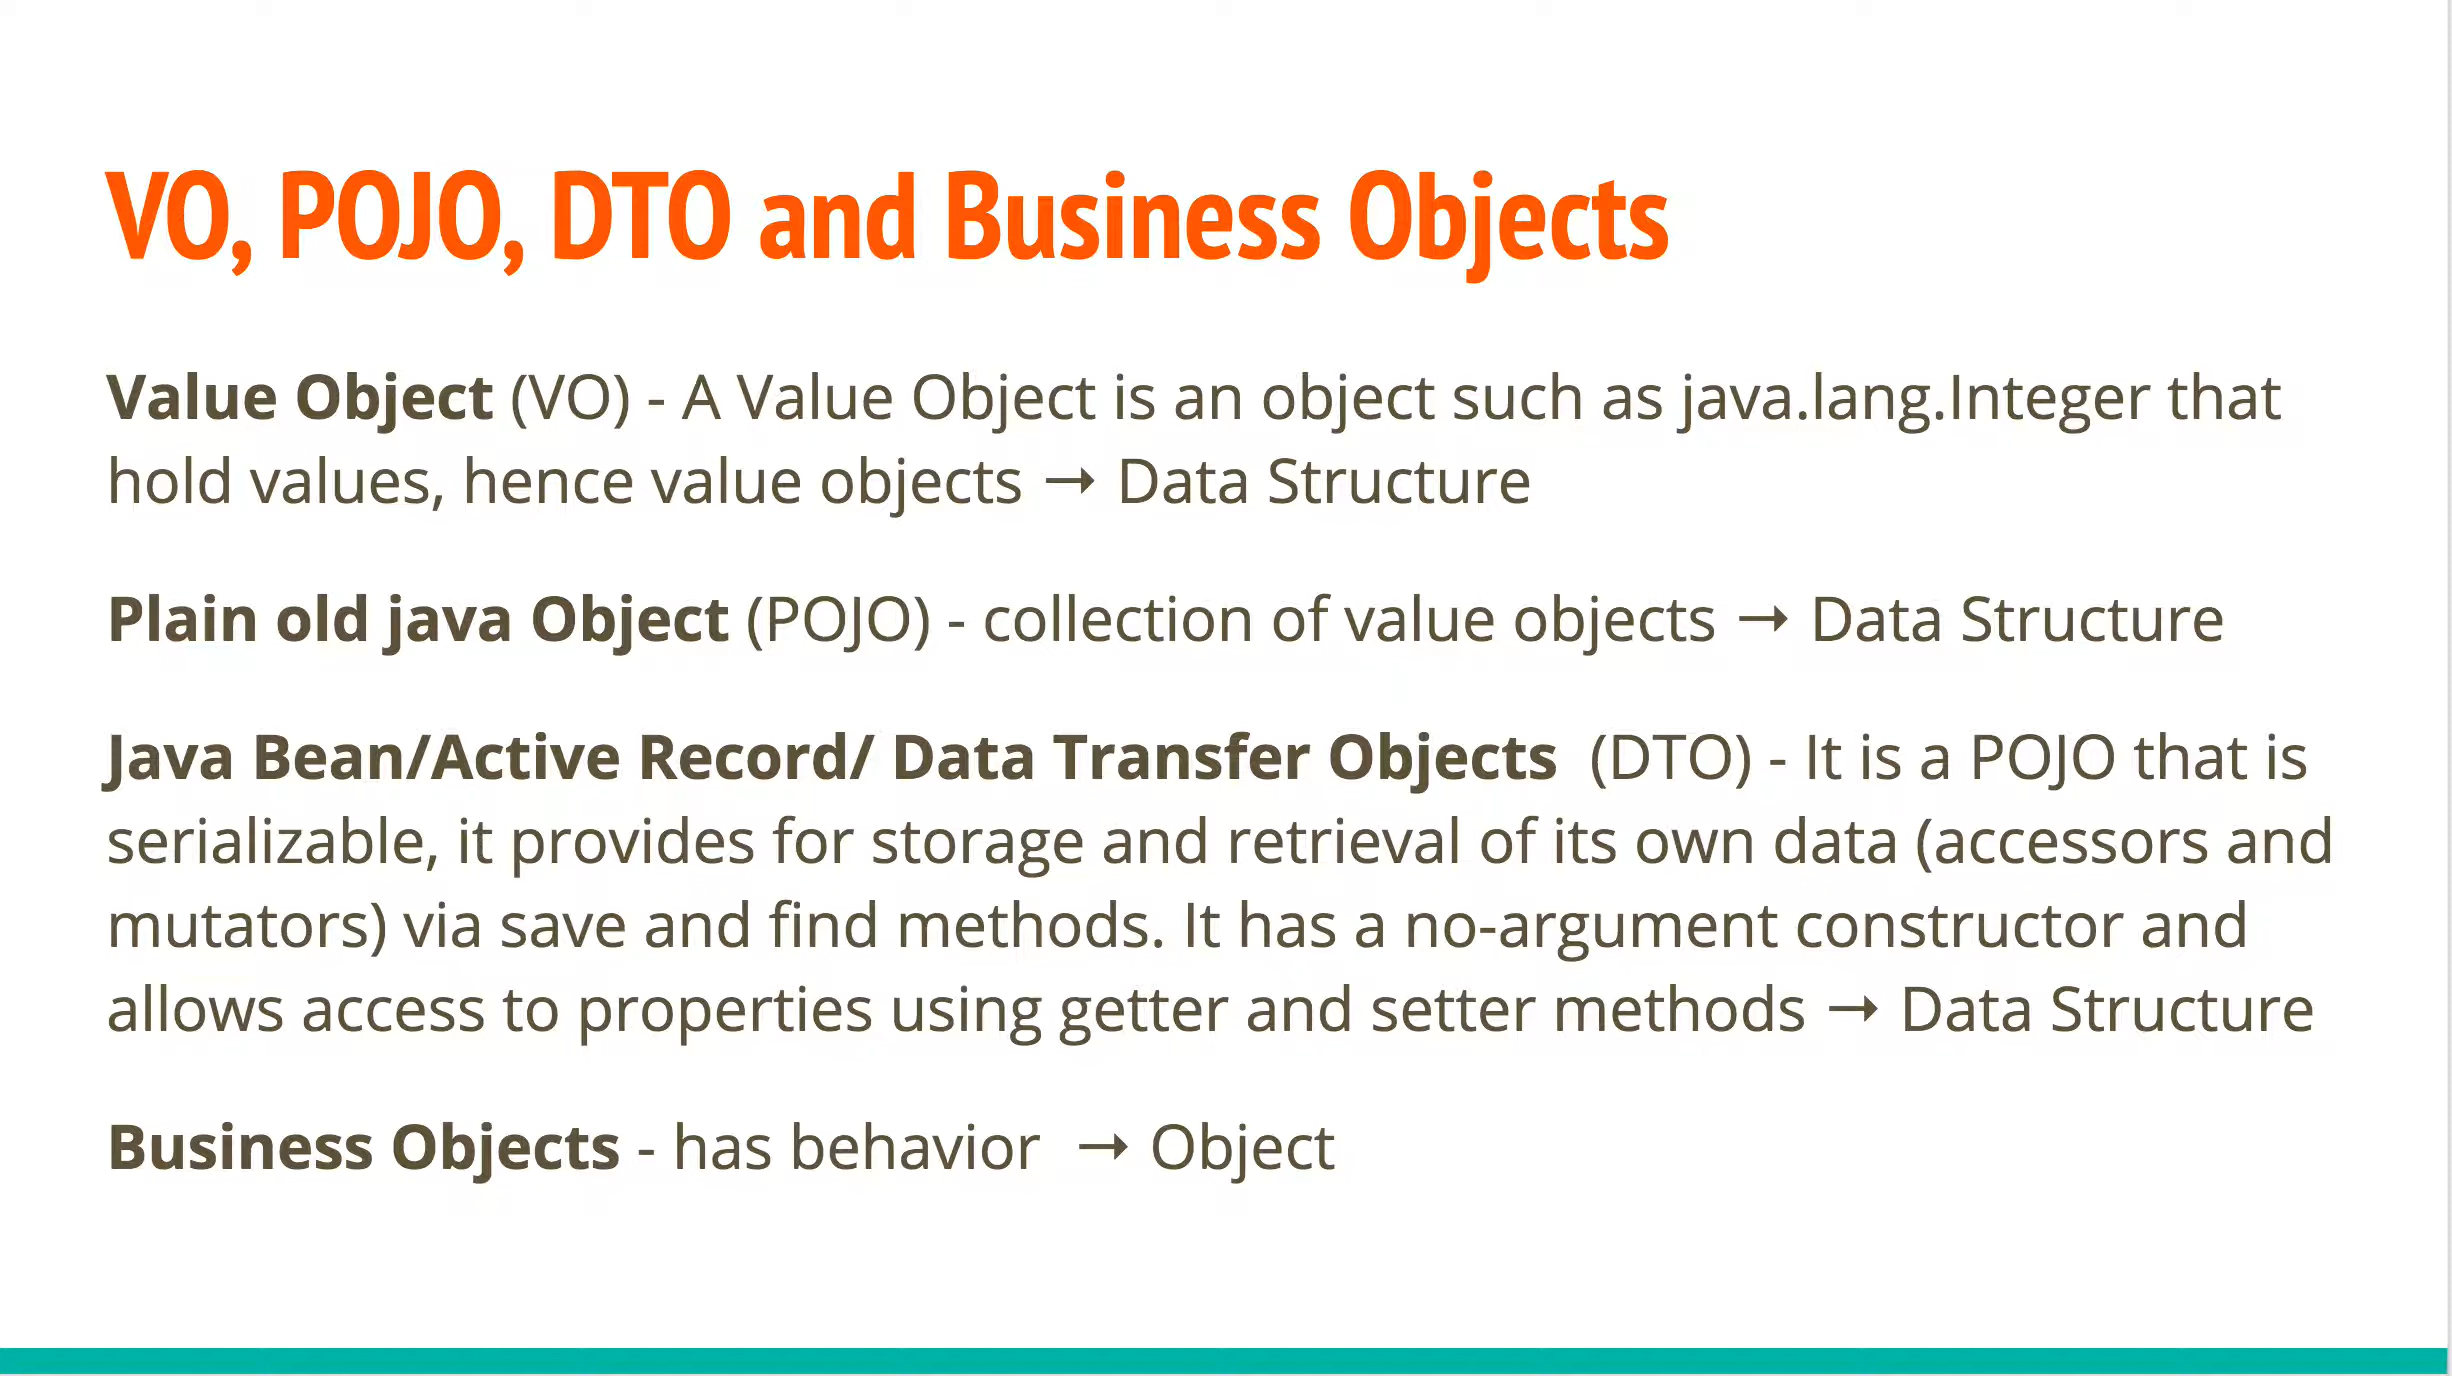 VO, POJO, DTO and Business Objects
Value Object (VO) - A Value Object is an object such as java.lang.Integer that
hold values, hence value objects → Data Structure
Plain old java Object (POJO) - collection of value objects → Data Structure
Java Bean/Active Record/ Data Transfer Objects  (DTO) - It is a POJO that is
serializable, it provides for storage and retrieval of its own data (accessors and
mutators) via save and find methods. It has a no-argument constructor and
allows access to properties using getter and setter methods → Data Structure
Business Objects - has behavior  → Object